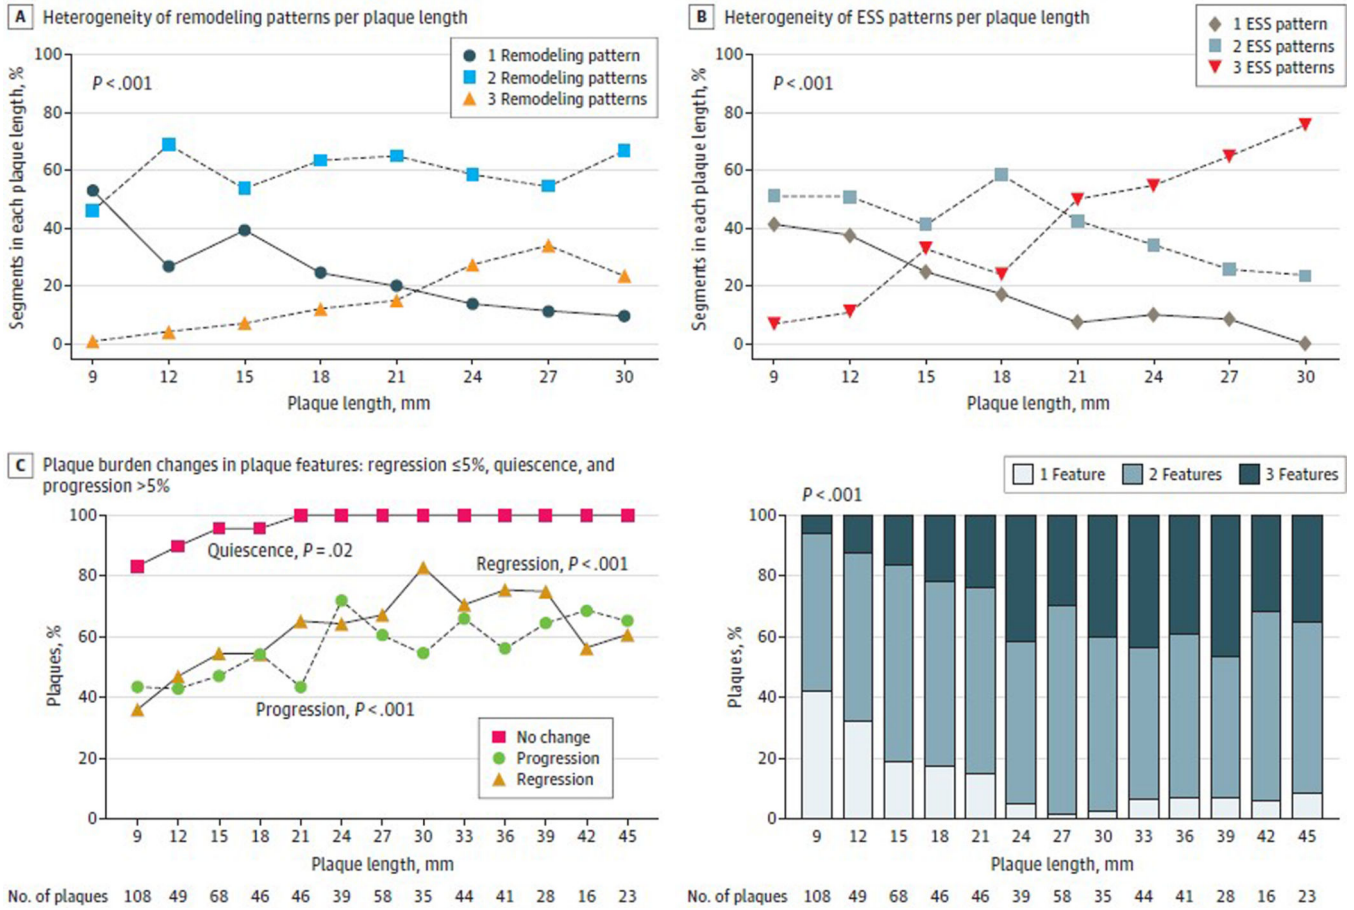 A Heterogeneity of remodeling patterns per plaque length
Segments in each plaque length, %
100
80
60
40
20
0
P < .001
1 Remodeling pattern
2 Remodeling patterns
3 Remodeling patterns
9 12 15 18 21 24 27 30
Plaque length, mm
B Heterogeneity of ESS patterns per plaque length
Segments in each plaque length, %
100
80
60
40
20
0
P < .001
1 ESS pattern
2 ESS patterns
3 ESS patterns
9 12 15 18 21 24 27 30
Plaque length, mm
C Plaque burden changes in plaque features: regression ≤5%, quiescence, and
progression >5%
Plaques, %
100
80
60
40
20
0
Quiescence, P = .02
Regression, P < .001
Progression, P < .001
No change
Progression
Regression
9 12 15 18 21 24 27 30 33 36 39 42 45
Plaque length, mm
No. of plaques 108 49 68 46 46 39 58 35 44 41 28 16 23
1 Feature 2 Features 3 Features
P < .001
Plaques, %
100
80
60
40
20
0
9 12 15 18 21 24 27 30 33 36 39 42 45
Plaque length, mm
No. of plaques 108 49 68 46 46 39 58 35 44 41 28 16 23